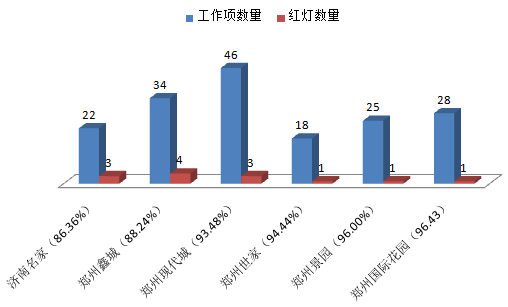 工作项数量 红灯数量
22 34 46 18 25 28
3 4 3 1 1 1
济南名家（86.36%）
郑州鑫城（88.24%）
郑州现代城（93.48%）
郑州世家（94.44%）
郑州景园（96.00%）
郑州国际花园（96.43）